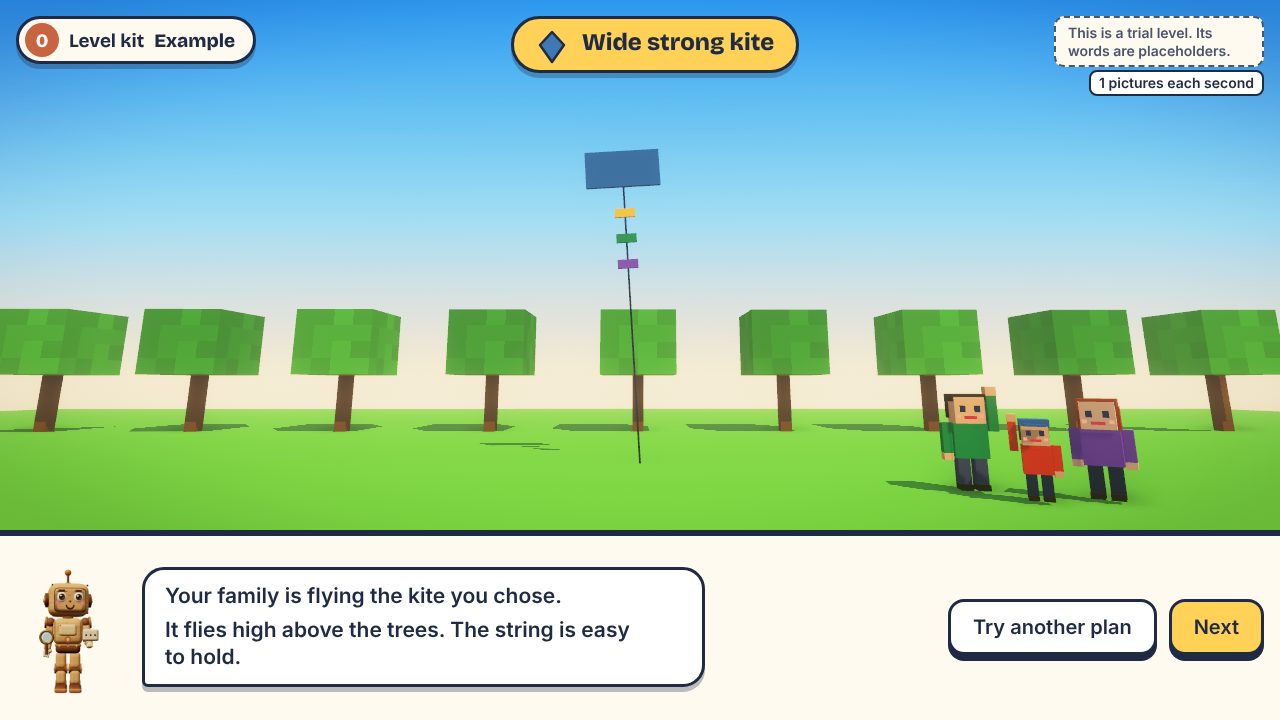 0 Level kit Example
Wide strong kite
This is a trial level. Its
words are placeholders.
1 pictures each second
Your family is flying the kite you chose.
It flies high above the trees. The string is easy
to hold.
Try another plan
Next